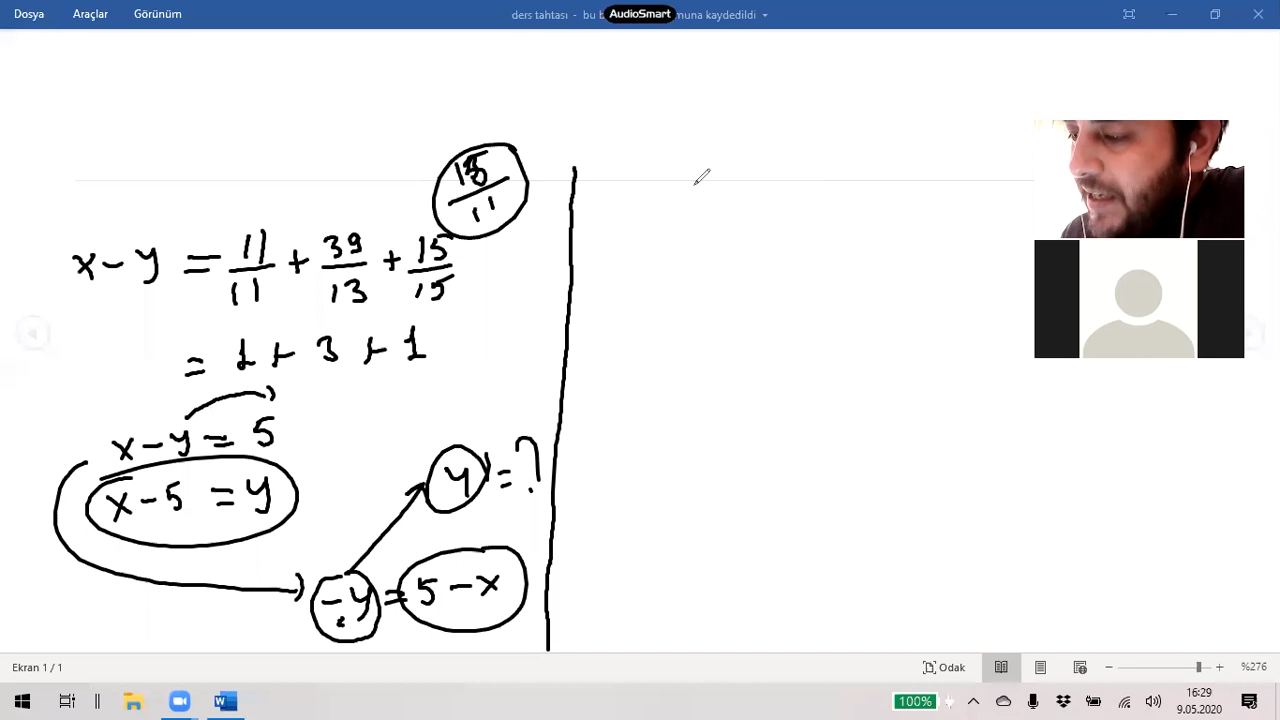 Dosya Araçlar Görünüm
ders tahtası - bu b
AudioSmart
muna kaydedildi
11
x - y = 11/11 + 39/13 + 15/15
= 1 + 3 + 1
x - y = 5
x - 5 = y
y = ?
-y = 5 - x
Ekran 1 / 1
Odak
%276
100%
16:29
9.05.2020